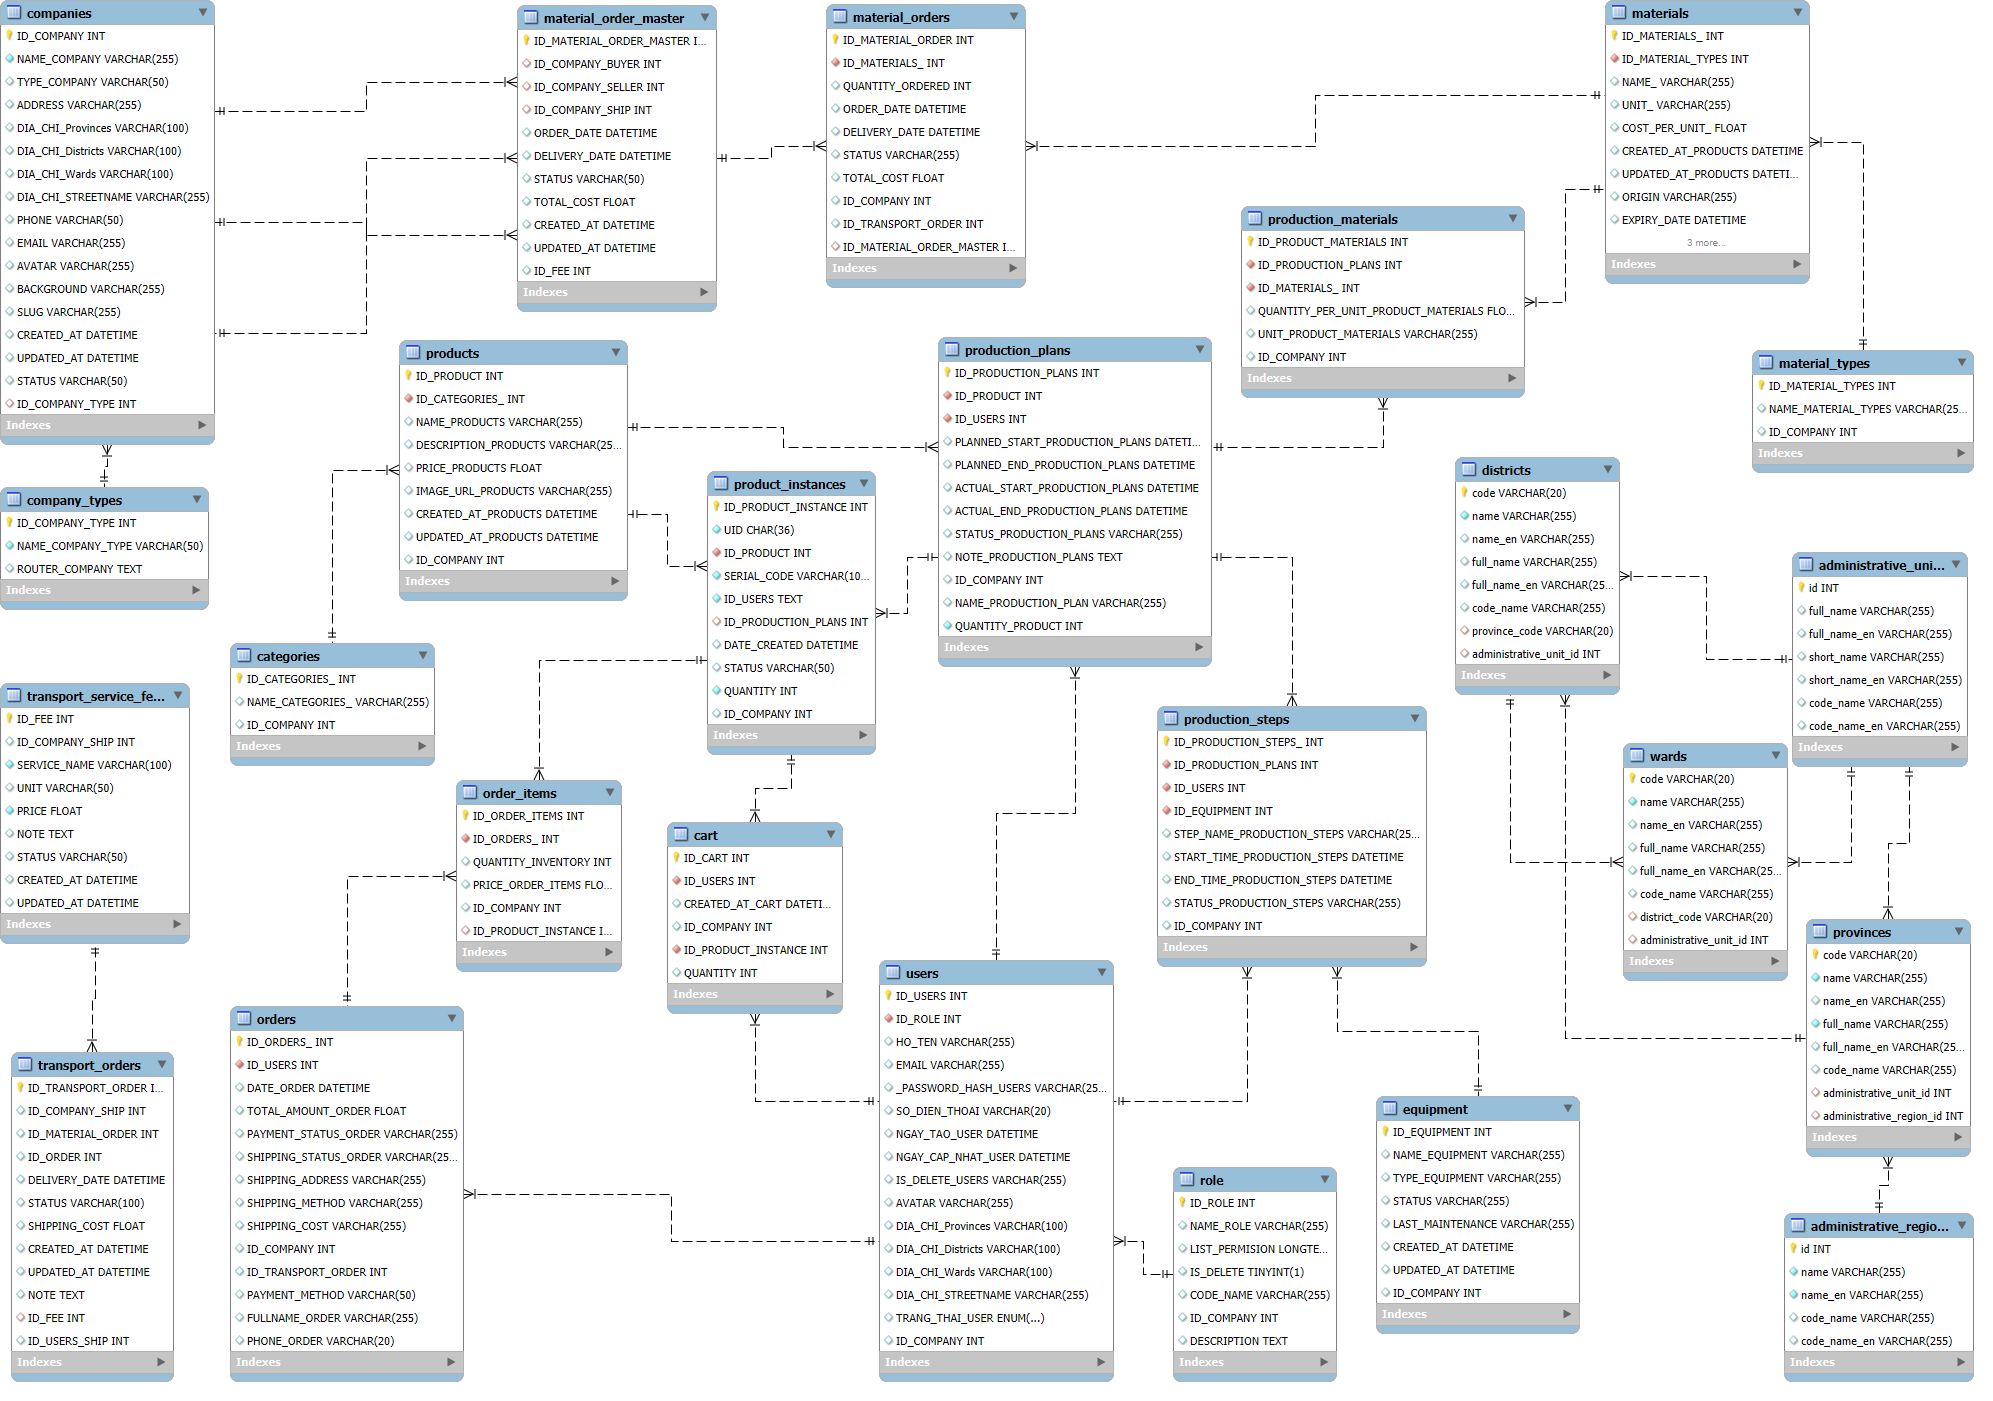 companies
ID_COMPANY INT
NAME_COMPANY VARCHAR(255)
TYPE_COMPANY VARCHAR(50)
ADDRESS VARCHAR(255)
DIA_CHI_Provinces VARCHAR(100)
DIA_CHI_Districts VARCHAR(100)
DIA_CHI_Wards VARCHAR(100)
DIA_CHI_STREETNAME VARCHAR(255)
PHONE VARCHAR(50)
EMAIL VARCHAR(255)
AVATAR VARCHAR(255)
BACKGROUND VARCHAR(255)
SLUG VARCHAR(255)
CREATED_AT DATETIME
UPDATED_AT DATETIME
STATUS VARCHAR(50)
ID_COMPANY_TYPE INT
Indexes
material_order_master
ID_MATERIAL_ORDER_MASTER I...
ID_COMPANY_BUYER INT
ID_COMPANY_SELLER INT
ID_COMPANY_SHIP INT
ORDER_DATE DATETIME
DELIVERY_DATE DATETIME
STATUS VARCHAR(50)
TOTAL_COST FLOAT
CREATED_AT DATETIME
UPDATED_AT DATETIME
ID_FEE INT
Indexes
material_orders
ID_MATERIAL_ORDER INT
ID_MATERIALS_ INT
QUANTITY_ORDERED INT
ORDER_DATE DATETIME
DELIVERY_DATE DATETIME
STATUS VARCHAR(255)
TOTAL_COST FLOAT
ID_COMPANY INT
ID_TRANSPORT_ORDER INT
ID_MATERIAL_ORDER_MASTER I...
Indexes
materials
ID_MATERIALS_ INT
ID_MATERIAL_TYPES INT
NAME_ VARCHAR(255)
UNIT_ VARCHAR(255)
COST_PER_UNIT_ FLOAT
CREATED_AT_PRODUCTS DATETIME
UPDATED_AT_PRODUCTS DATETI...
ORIGIN VARCHAR(255)
EXPIRY_DATE DATETIME
3 more...
Indexes
production_materials
ID_PRODUCT_MATERIALS INT
ID_PRODUCTION_PLANS INT
ID_MATERIALS_ INT
QUANTITY_PER_UNIT_PRODUCT_MATERIALS FLO...
UNIT_PRODUCT_MATERIALS VARCHAR(255)
ID_COMPANY INT
Indexes
material_types
ID_MATERIAL_TYPES INT
NAME_MATERIAL_TYPES VARCHAR(25...
ID_COMPANY INT
Indexes
products
ID_PRODUCT INT
ID_CATEGORIES_ INT
NAME_PRODUCTS VARCHAR(255)
DESCRIPTION_PRODUCTS VARCHAR(25...
PRICE_PRODUCTS FLOAT
IMAGE_URL_PRODUCTS VARCHAR(255)
CREATED_AT_PRODUCTS DATETIME
UPDATED_AT_PRODUCTS DATETIME
ID_COMPANY INT
Indexes
production_plans
ID_PRODUCTION_PLANS INT
ID_PRODUCT INT
ID_USERS INT
PLANNED_START_PRODUCTION_PLANS DATETI...
PLANNED_END_PRODUCTION_PLANS DATETIME
ACTUAL_START_PRODUCTION_PLANS DATETIME
ACTUAL_END_PRODUCTION_PLANS DATETIME
STATUS_PRODUCTION_PLANS VARCHAR(255)
NOTE_PRODUCTION_PLANS TEXT
ID_COMPANY INT
NAME_PRODUCTION_PLAN VARCHAR(255)
QUANTITY_PRODUCT INT
Indexes
company_types
ID_COMPANY_TYPE INT
NAME_COMPANY_TYPE VARCHAR(50)
ROUTER_COMPANY TEXT
Indexes
product_instances
ID_PRODUCT_INSTANCE INT
UID CHAR(36)
ID_PRODUCT INT
SERIAL_CODE VARCHAR(10...
ID_USERS TEXT
ID_PRODUCTION_PLANS INT
DATE_CREATED DATETIME
STATUS VARCHAR(50)
QUANTITY INT
ID_COMPANY INT
Indexes
districts
code VARCHAR(20)
name VARCHAR(255)
name_en VARCHAR(255)
full_name VARCHAR(255)
full_name_en VARCHAR(25...
code_name VARCHAR(255)
province_code VARCHAR(20)
administrative_unit_id INT
Indexes
administrative_uni...
id INT
full_name VARCHAR(255)
full_name_en VARCHAR(255)
short_name VARCHAR(255)
short_name_en VARCHAR(255)
code_name VARCHAR(255)
code_name_en VARCHAR(255)
Indexes
categories
ID_CATEGORIES_ INT
NAME_CATEGORIES_ VARCHAR(255)
ID_COMPANY INT
Indexes
transport_service_fe...
ID_FEE INT
ID_COMPANY_SHIP INT
SERVICE_NAME VARCHAR(100)
UNIT VARCHAR(50)
PRICE FLOAT
NOTE TEXT
STATUS VARCHAR(50)
CREATED_AT DATETIME
UPDATED_AT DATETIME
Indexes
production_steps
ID_PRODUCTION_STEPS_ INT
ID_PRODUCTION_PLANS INT
ID_USERS INT
ID_EQUIPMENT INT
STEP_NAME_PRODUCTION_STEPS VARCHAR(25...
START_TIME_PRODUCTION_STEPS DATETIME
END_TIME_PRODUCTION_STEPS DATETIME
STATUS_PRODUCTION_STEPS VARCHAR(255)
ID_COMPANY INT
Indexes
wards
code VARCHAR(20)
name VARCHAR(255)
name_en VARCHAR(255)
full_name VARCHAR(255)
full_name_en VARCHAR(25...
code_name VARCHAR(255)
district_code VARCHAR(20)
administrative_unit_id INT
Indexes
order_items
ID_ORDER_ITEMS INT
ID_ORDERS_ INT
QUANTITY_INVENTORY INT
PRICE_ORDER_ITEMS FLO...
ID_COMPANY INT
ID_PRODUCT_INSTANCE I...
Indexes
cart
ID_CART INT
ID_USERS INT
CREATED_AT_CART DATETI...
ID_COMPANY INT
ID_PRODUCT_INSTANCE INT
QUANTITY INT
Indexes
provinces
code VARCHAR(20)
name VARCHAR(255)
name_en VARCHAR(255)
full_name VARCHAR(255)
full_name_en VARCHAR(25...
code_name VARCHAR(255)
administrative_unit_id INT
administrative_region_id INT
Indexes
users
ID_USERS INT
ID_ROLE INT
HO_TEN VARCHAR(255)
EMAIL VARCHAR(255)
_PASSWORD_HASH_USERS VARCHAR(25...
SO_DIEN_THOAI VARCHAR(20)
NGAY_TAO_USER DATETIME
NGAY_CAP_NHAT_USER DATETIME
IS_DELETE_USERS VARCHAR(255)
AVATAR VARCHAR(255)
DIA_CHI_Provinces VARCHAR(100)
DIA_CHI_Districts VARCHAR(100)
DIA_CHI_Wards VARCHAR(100)
DIA_CHI_STREETNAME VARCHAR(255)
TRANG_THAI_USER ENUM(...)
ID_COMPANY INT
Indexes
orders
ID_ORDERS_ INT
ID_USERS INT
DATE_ORDER DATETIME
TOTAL_AMOUNT_ORDER FLOAT
PAYMENT_STATUS_ORDER VARCHAR(255)
SHIPPING_STATUS_ORDER VARCHAR(25...
SHIPPING_ADDRESS VARCHAR(255)
SHIPPING_METHOD VARCHAR(255)
SHIPPING_COST VARCHAR(255)
ID_COMPANY INT
ID_TRANSPORT_ORDER INT
PAYMENT_METHOD VARCHAR(50)
FULLNAME_ORDER VARCHAR(255)
PHONE_ORDER VARCHAR(20)
Indexes
transport_orders
ID_TRANSPORT_ORDER I...
ID_COMPANY_SHIP INT
ID_MATERIAL_ORDER INT
ID_ORDER INT
DELIVERY_DATE DATETIME
STATUS VARCHAR(100)
SHIPPING_COST FLOAT
CREATED_AT DATETIME
UPDATED_AT DATETIME
NOTE TEXT
ID_FEE INT
ID_USERS_SHIP INT
Indexes
equipment
ID_EQUIPMENT INT
NAME_EQUIPMENT VARCHAR(255)
TYPE_EQUIPMENT VARCHAR(255)
STATUS VARCHAR(255)
LAST_MAINTENANCE VARCHAR(255)
CREATED_AT DATETIME
UPDATED_AT DATETIME
ID_COMPANY INT
Indexes
role
ID_ROLE INT
NAME_ROLE VARCHAR(255)
LIST_PERMISION LONGTE...
IS_DELETE TINYINT(1)
CODE_NAME VARCHAR(255)
ID_COMPANY INT
DESCRIPTION TEXT
Indexes
administrative_regio...
id INT
name VARCHAR(255)
name_en VARCHAR(255)
code_name VARCHAR(255)
code_name_en VARCHAR(255)
Indexes